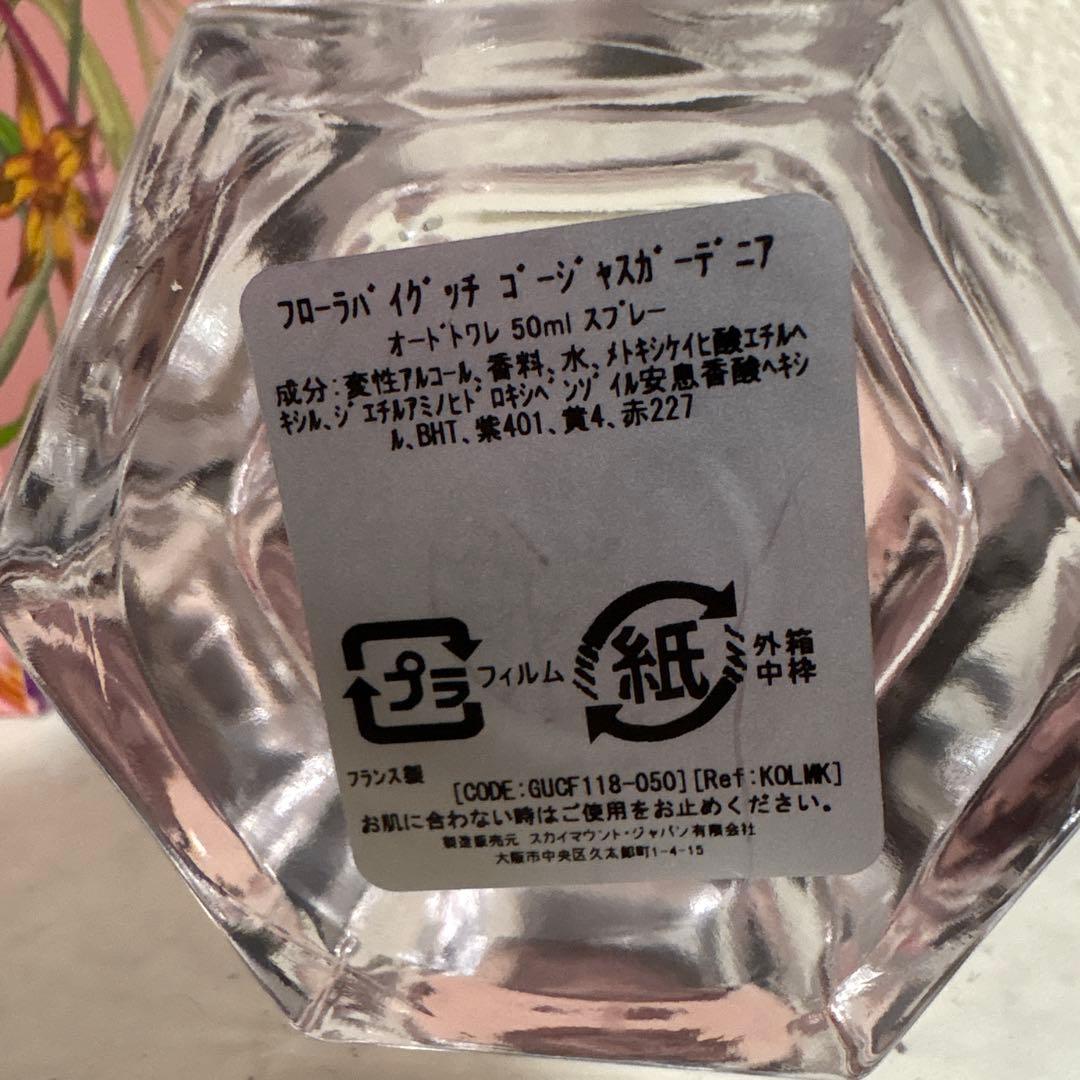 フローラバイグッチ ゴージャスガーデニア
オードトワレ 50ml スプレー
成分:変性アルコール、香料、水、メトキシケイヒ酸エチルヘ
キシル、ジエチルアミノヒドロキシベンゾイル安息香酸ヘキシ
ル、BHT、紫401、黄4、赤227
プラ フィルム 紙 外箱
中枠
フランス製
[CODE:GUCF118-050][Ref:KOLMK]
お肌に合わない時はご使用をお止めください。
製造販売元 スカイマウント・ジャパン有限会社
大阪市中央区久太郎町1-4-15